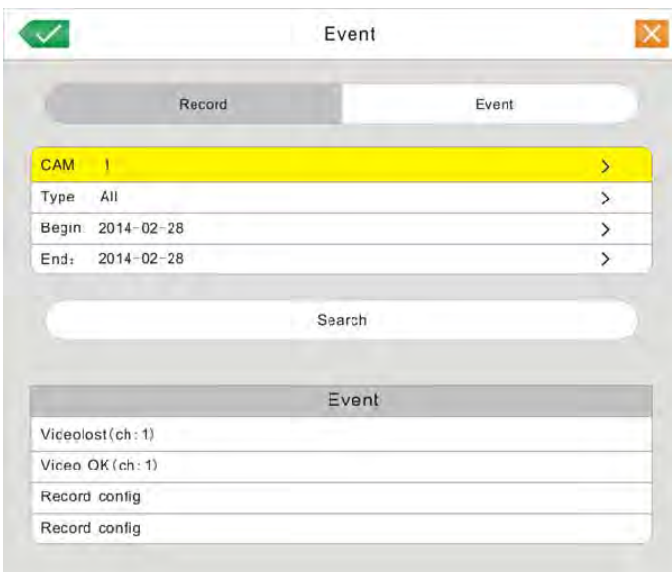 Event
Record Event
CAM 1
Type All
Begin 2014-02-28
End: 2014-02-28
Search
Event
Videolost(ch:1)
Video OK(ch:1)
Record config
Record config